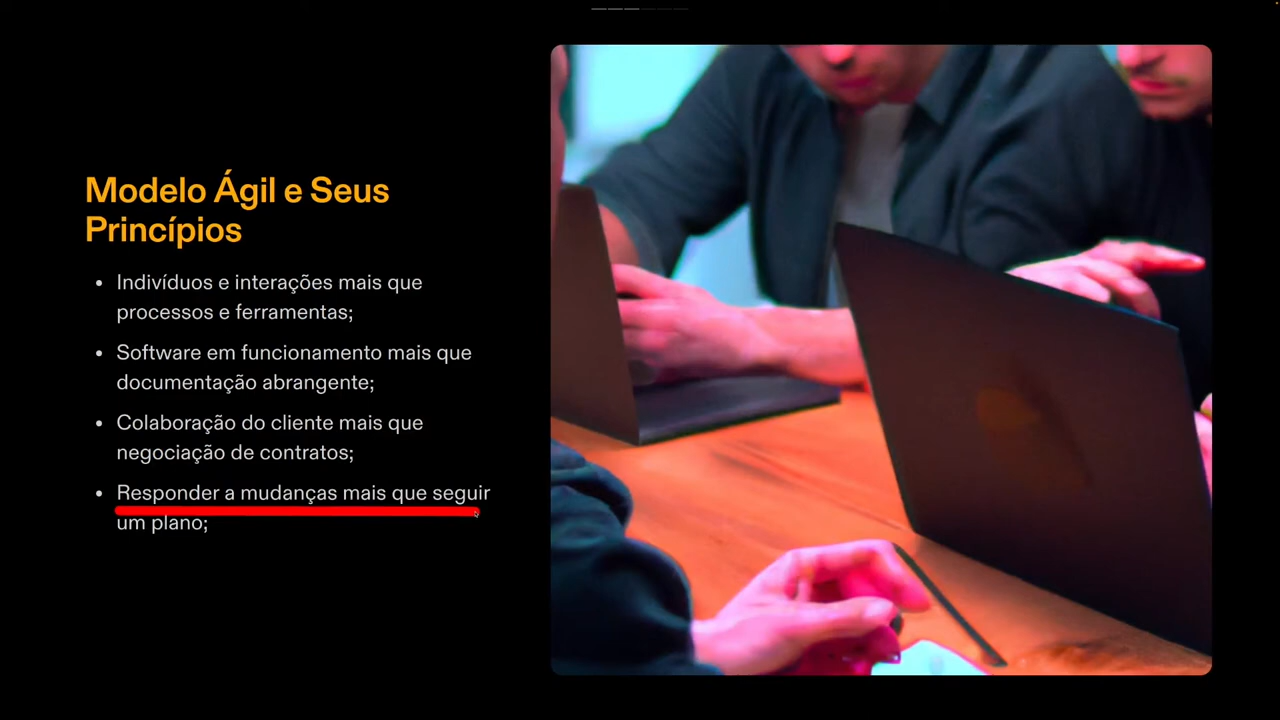 Modelo Ágil e Seus
Princípios
• Indivíduos e interações mais que
processos e ferramentas;
• Software em funcionamento mais que
documentação abrangente;
• Colaboração do cliente mais que
negociação de contratos;
• Responder a mudanças mais que seguir
um plano;